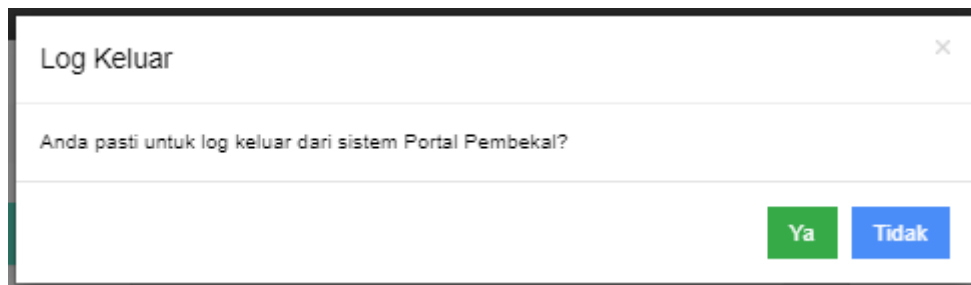 Log Keluar
×
Anda pasti untuk log keluar dari sistem Portal Pembekal?
Ya
Tidak